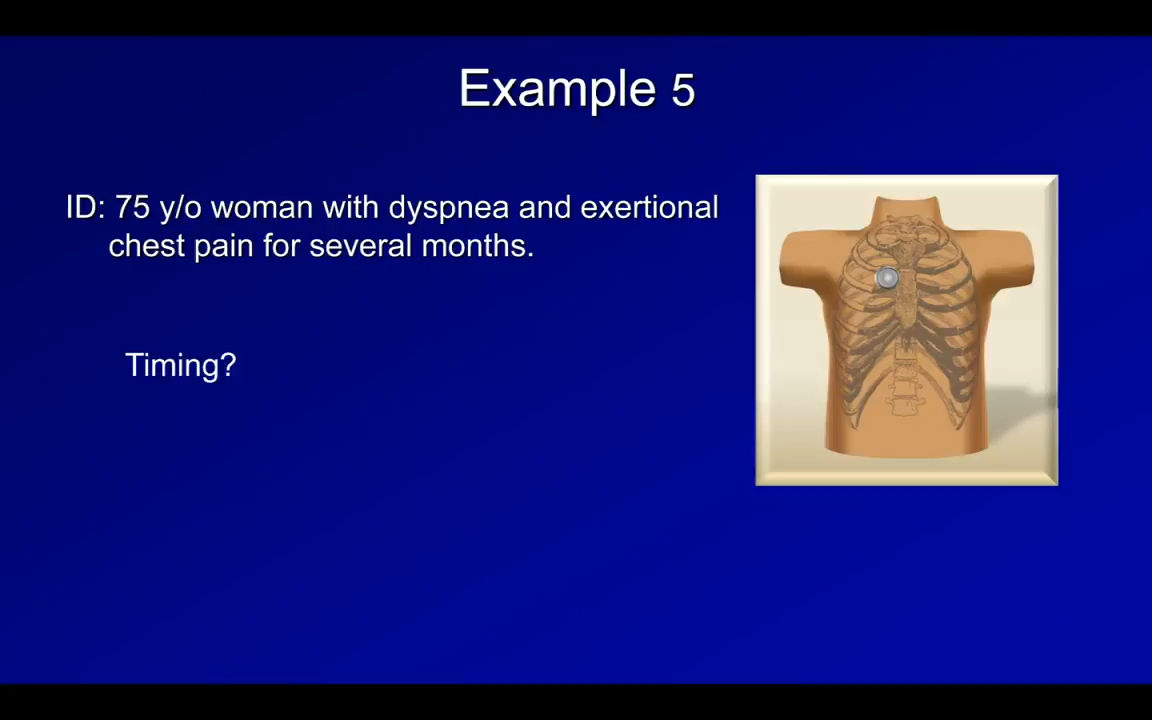 Example 5
ID: 75 y/o woman with dyspnea and exertional
chest pain for several months.
Timing?